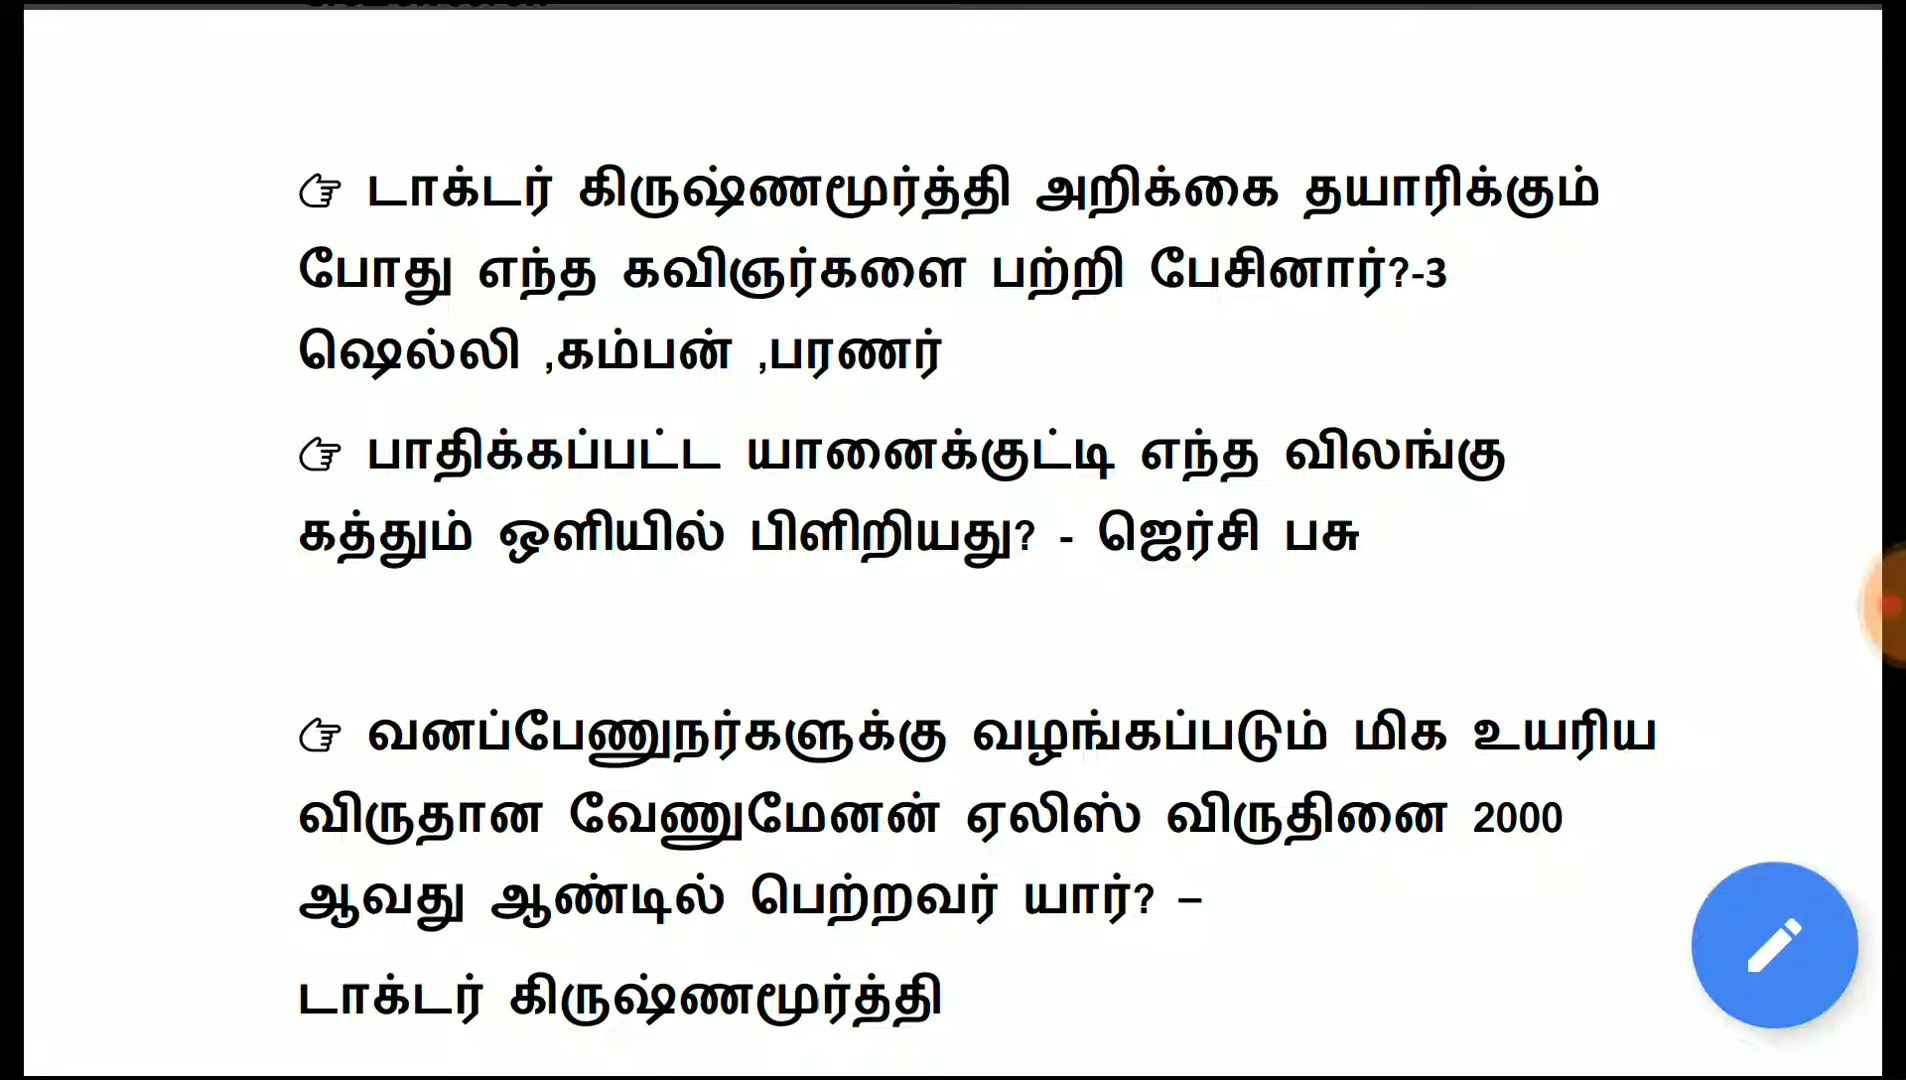 👉 டாக்டர் கிருஷ்ணமூர்த்தி அறிக்கை தயாரிக்கும்
போது எந்த கவிஞர்களை பற்றி பேசினார்?-3
ஷெல்லி ,கம்பன் ,பரணர்
👉 பாதிக்கப்பட்ட யானைக்குட்டி எந்த விலங்கு
கத்தும் ஒளியில் பிளிறியது? - ஜெர்சி பசு
👉 வனப்பேணுநர்களுக்கு வழங்கப்படும் மிக உயரிய
விருதான வேணுமேனன் ஏலிஸ் விருதினை 2000
ஆவது ஆண்டில் பெற்றவர் யார்? –
டாக்டர் கிருஷ்ணமூர்த்தி